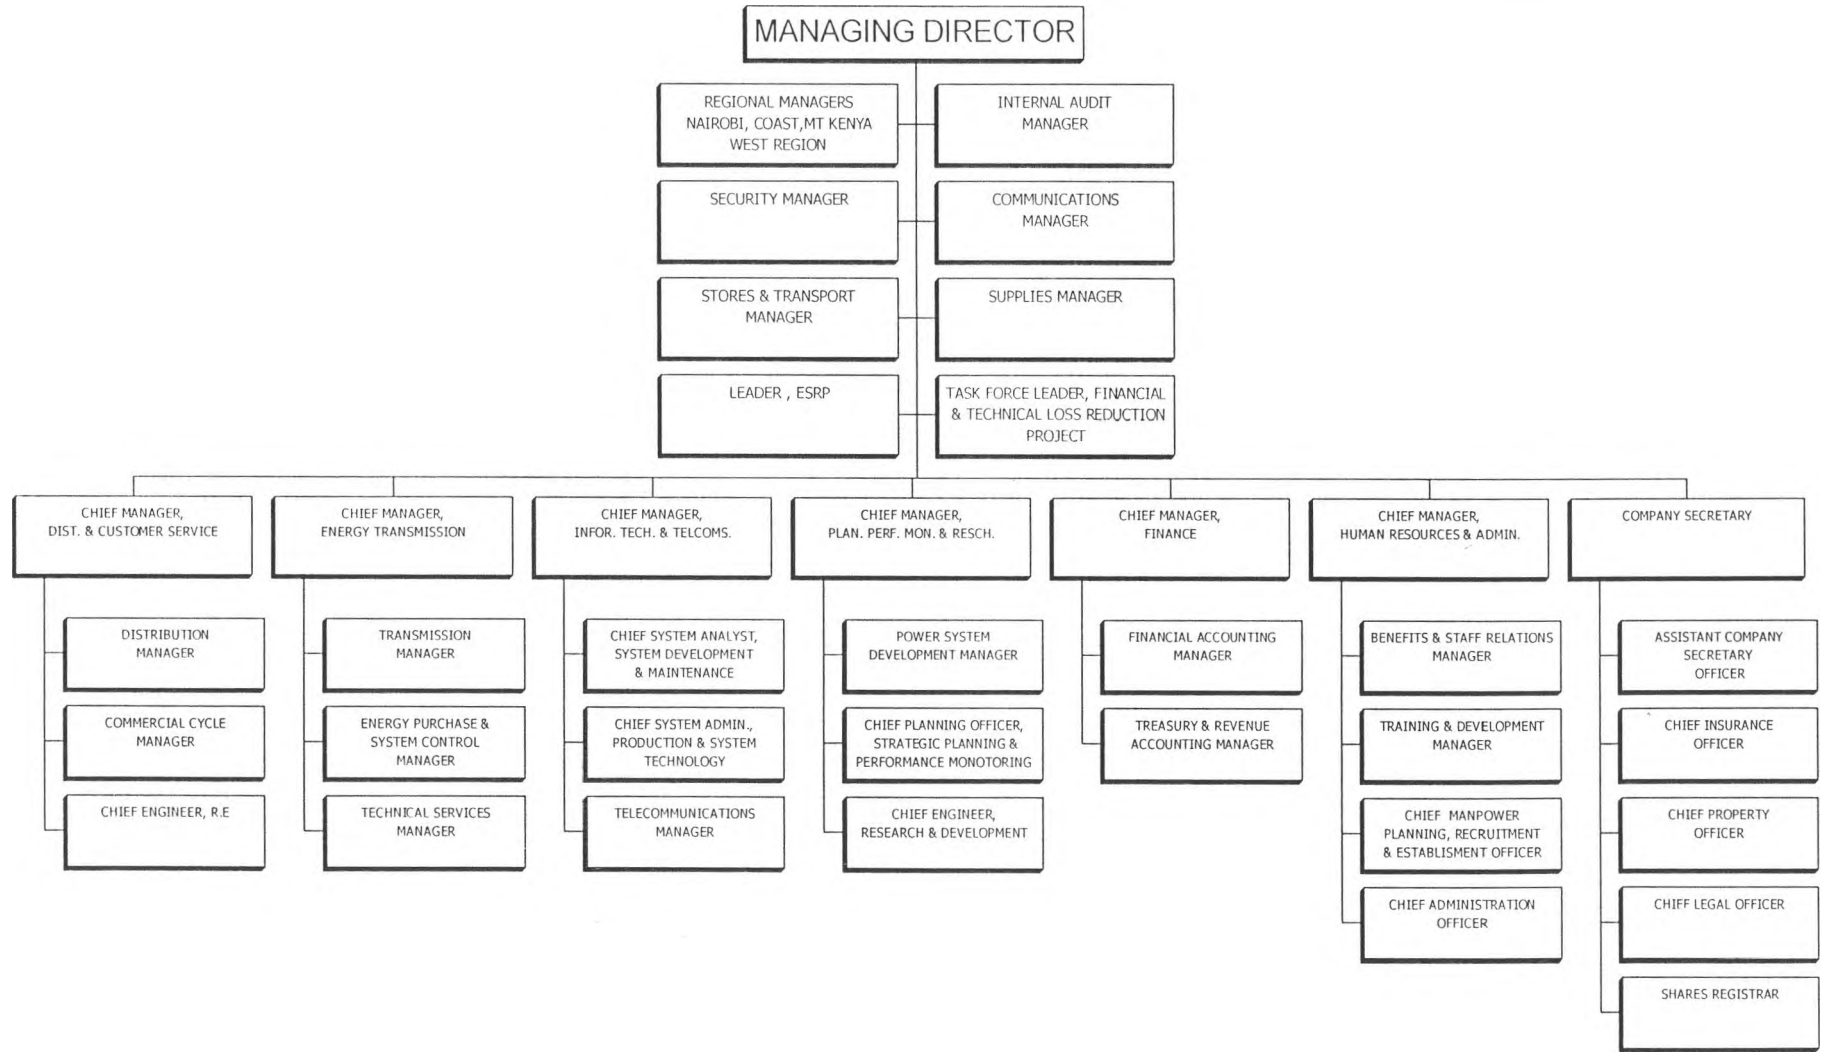 MANAGING DIRECTOR
REGIONAL MANAGERS
NAIROBI, COAST,MT KENYA
WEST REGION
INTERNAL AUDIT
MANAGER
SECURITY MANAGER
COMMUNICATIONS
MANAGER
STORES & TRANSPORT
MANAGER
SUPPLIES MANAGER
LEADER , ESRP
TASK FORCE LEADER, FINANCIAL
& TECHNICAL LOSS REDUCTION
PROJECT
CHIEF MANAGER,
DIST. & CUSTOMER SERVICE
CHIEF MANAGER,
ENERGY TRANSMISSION
CHIEF MANAGER,
INFOR. TECH. & TELCOMS.
CHIEF MANAGER,
PLAN. PERF. MON. & RESCH.
CHIEF MANAGER,
FINANCE
CHIEF MANAGER,
HUMAN RESOURCES & ADMIN.
COMPANY SECRETARY
DISTRIBUTION
MANAGER
COMMERCIAL CYCLE
MANAGER
CHIEF ENGINEER, R.E
TRANSMISSION
MANAGER
ENERGY PURCHASE &
SYSTEM CONTROL
MANAGER
TECHNICAL SERVICES
MANAGER
CHIEF SYSTEM ANALYST,
SYSTEM DEVELOPMENT
& MAINTENANCE
CHIEF SYSTEM ADMIN.,
PRODUCTION & SYSTEM
TECHNOLOGY
TELECOMMUNICATIONS
MANAGER
POWER SYSTEM
DEVELOPMENT MANAGER
CHIEF PLANNING OFFICER,
STRATEGIC PLANNING &
PERFORMANCE MONOTORING
CHIEF ENGINEER,
RESEARCH & DEVELOPMENT
FINANCIAL ACCOUNTING
MANAGER
TREASURY & REVENUE
ACCOUNTING MANAGER
BENEFITS & STAFF RELATIONS
MANAGER
TRAINING & DEVELOPMENT
MANAGER
CHIEF MANPOWER
PLANNING, RECRUITMENT
& ESTABLISMENT OFFICER
CHIEF ADMINISTRATION
OFFICER
ASSISTANT COMPANY
SECRETARY
OFFICER
CHIEF INSURANCE
OFFICER
CHIEF PROPERTY
OFFICER
CHIFF LEGAL OFFICER
SHARES REGISTRAR